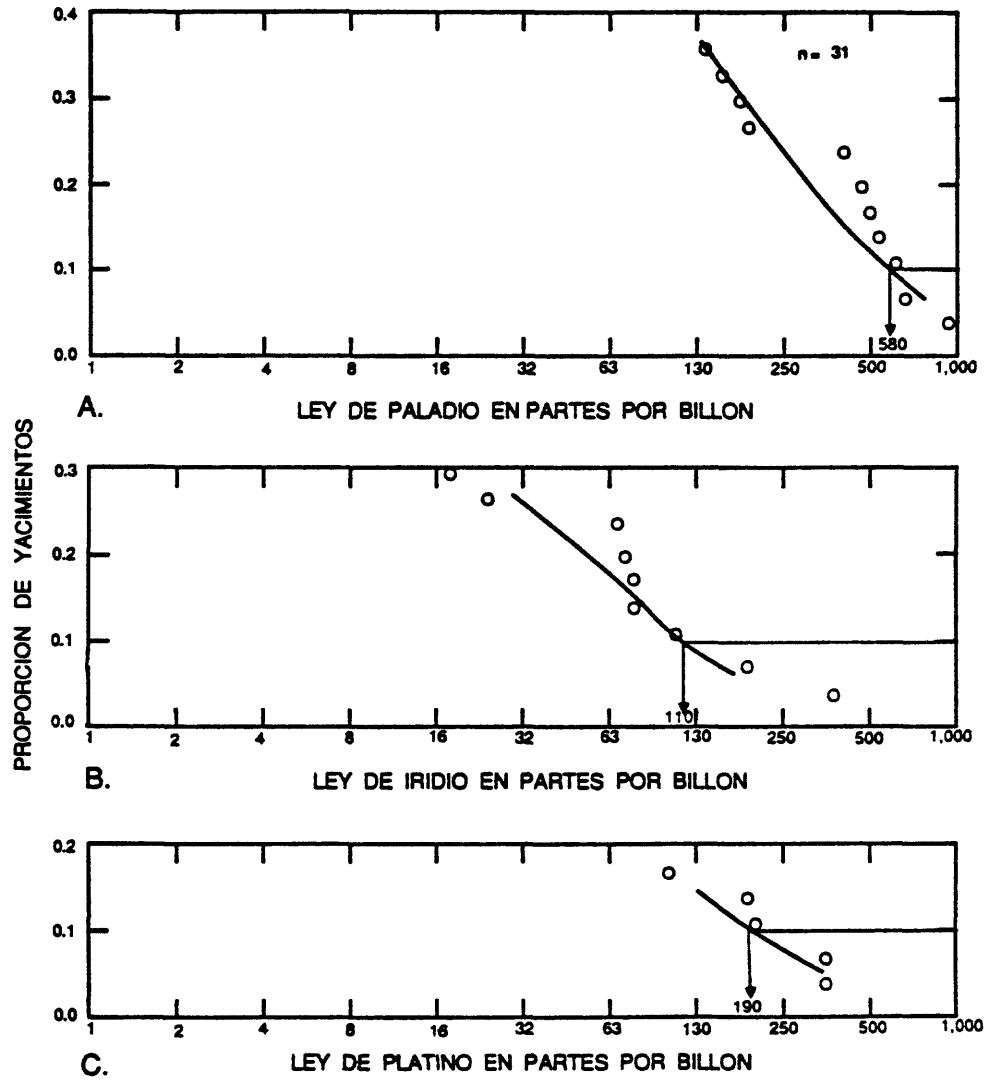 0.4
n= 31
0.3
0.2
0.1
0.0
580
1 2 4 8 16 32 63 130 250 500 1,000
A. LEY DE PALADIO EN PARTES POR BILLON
PROPORCION DE YACIMIENTOS
0.3
0.2
0.1
0.0
110
1 2 4 8 16 32 63 130 250 500 1,000
B. LEY DE IRIDIO EN PARTES POR BILLON
0.2
0.1
0.0
190
1 2 4 8 16 32 63 130 250 500 1,000
C. LEY DE PLATINO EN PARTES POR BILLON